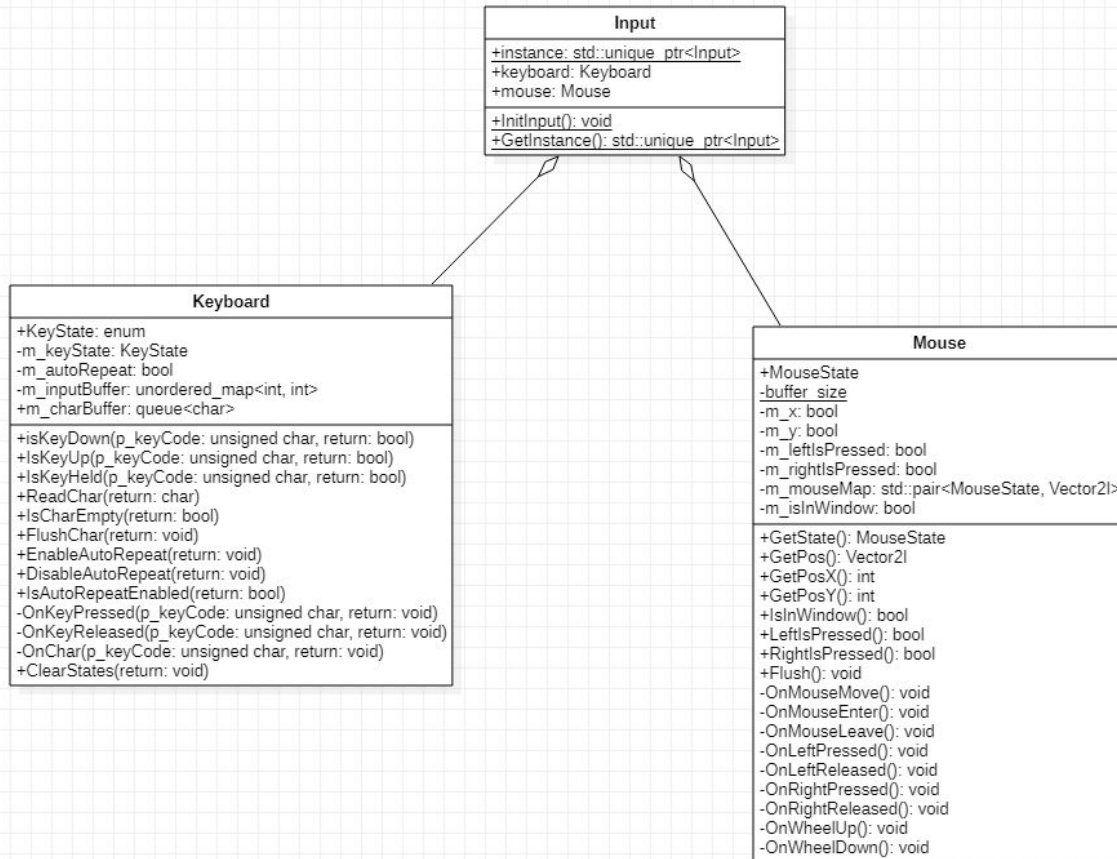 Input
+instance: std::unique_ptr<Input>
+keyboard: Keyboard
+mouse: Mouse
+InitInput(): void
+GetInstance(): std::unique_ptr<Input>
Keyboard
+KeyState: enum
-m_keyState: KeyState
-m_autoRepeat: bool
-m_inputBuffer: unordered_map<int, int>
+m_charBuffer: queue<char>
+isKeyDown(p_keyCode: unsigned char, return: bool)
+IsKeyUp(p_keyCode: unsigned char, return: bool)
+IsKeyHeld(p_keyCode: unsigned char, return: bool)
+ReadChar(return: char)
+IsCharEmpty(return: bool)
+FlushChar(return: void)
+EnableAutoRepeat(return: void)
+DisableAutoRepeat(return: void)
+IsAutoRepeatEnabled(return: bool)
-OnKeyPressed(p_keyCode: unsigned char, return: void)
-OnKeyReleased(p_keyCode: unsigned char, return: void)
-OnChar(p_keyCode: unsigned char, return: void)
+ClearStates(return: void)
Mouse
+MouseState
-buffer_size
-m_x: bool
-m_y: bool
-m_leftIsPressed: bool
-m_rightIsPressed: bool
-m_mouseMap: std::pair<MouseState, Vector2I>
-m_isInWindow: bool
+GetState(): MouseState
+GetPos(): Vector2I
+GetPosX(): int
+GetPosY(): int
+IsInWindow(): bool
+LeftIsPressed(): bool
+RightIsPressed(): bool
+Flush(): void
-OnMouseMove(): void
-OnMouseEnter(): void
-OnMouseLeave(): void
-OnLeftPressed(): void
-OnLeftReleased(): void
-OnRightPressed(): void
-OnRightReleased(): void
-OnWheelUp(): void
-OnWheelDown(): void